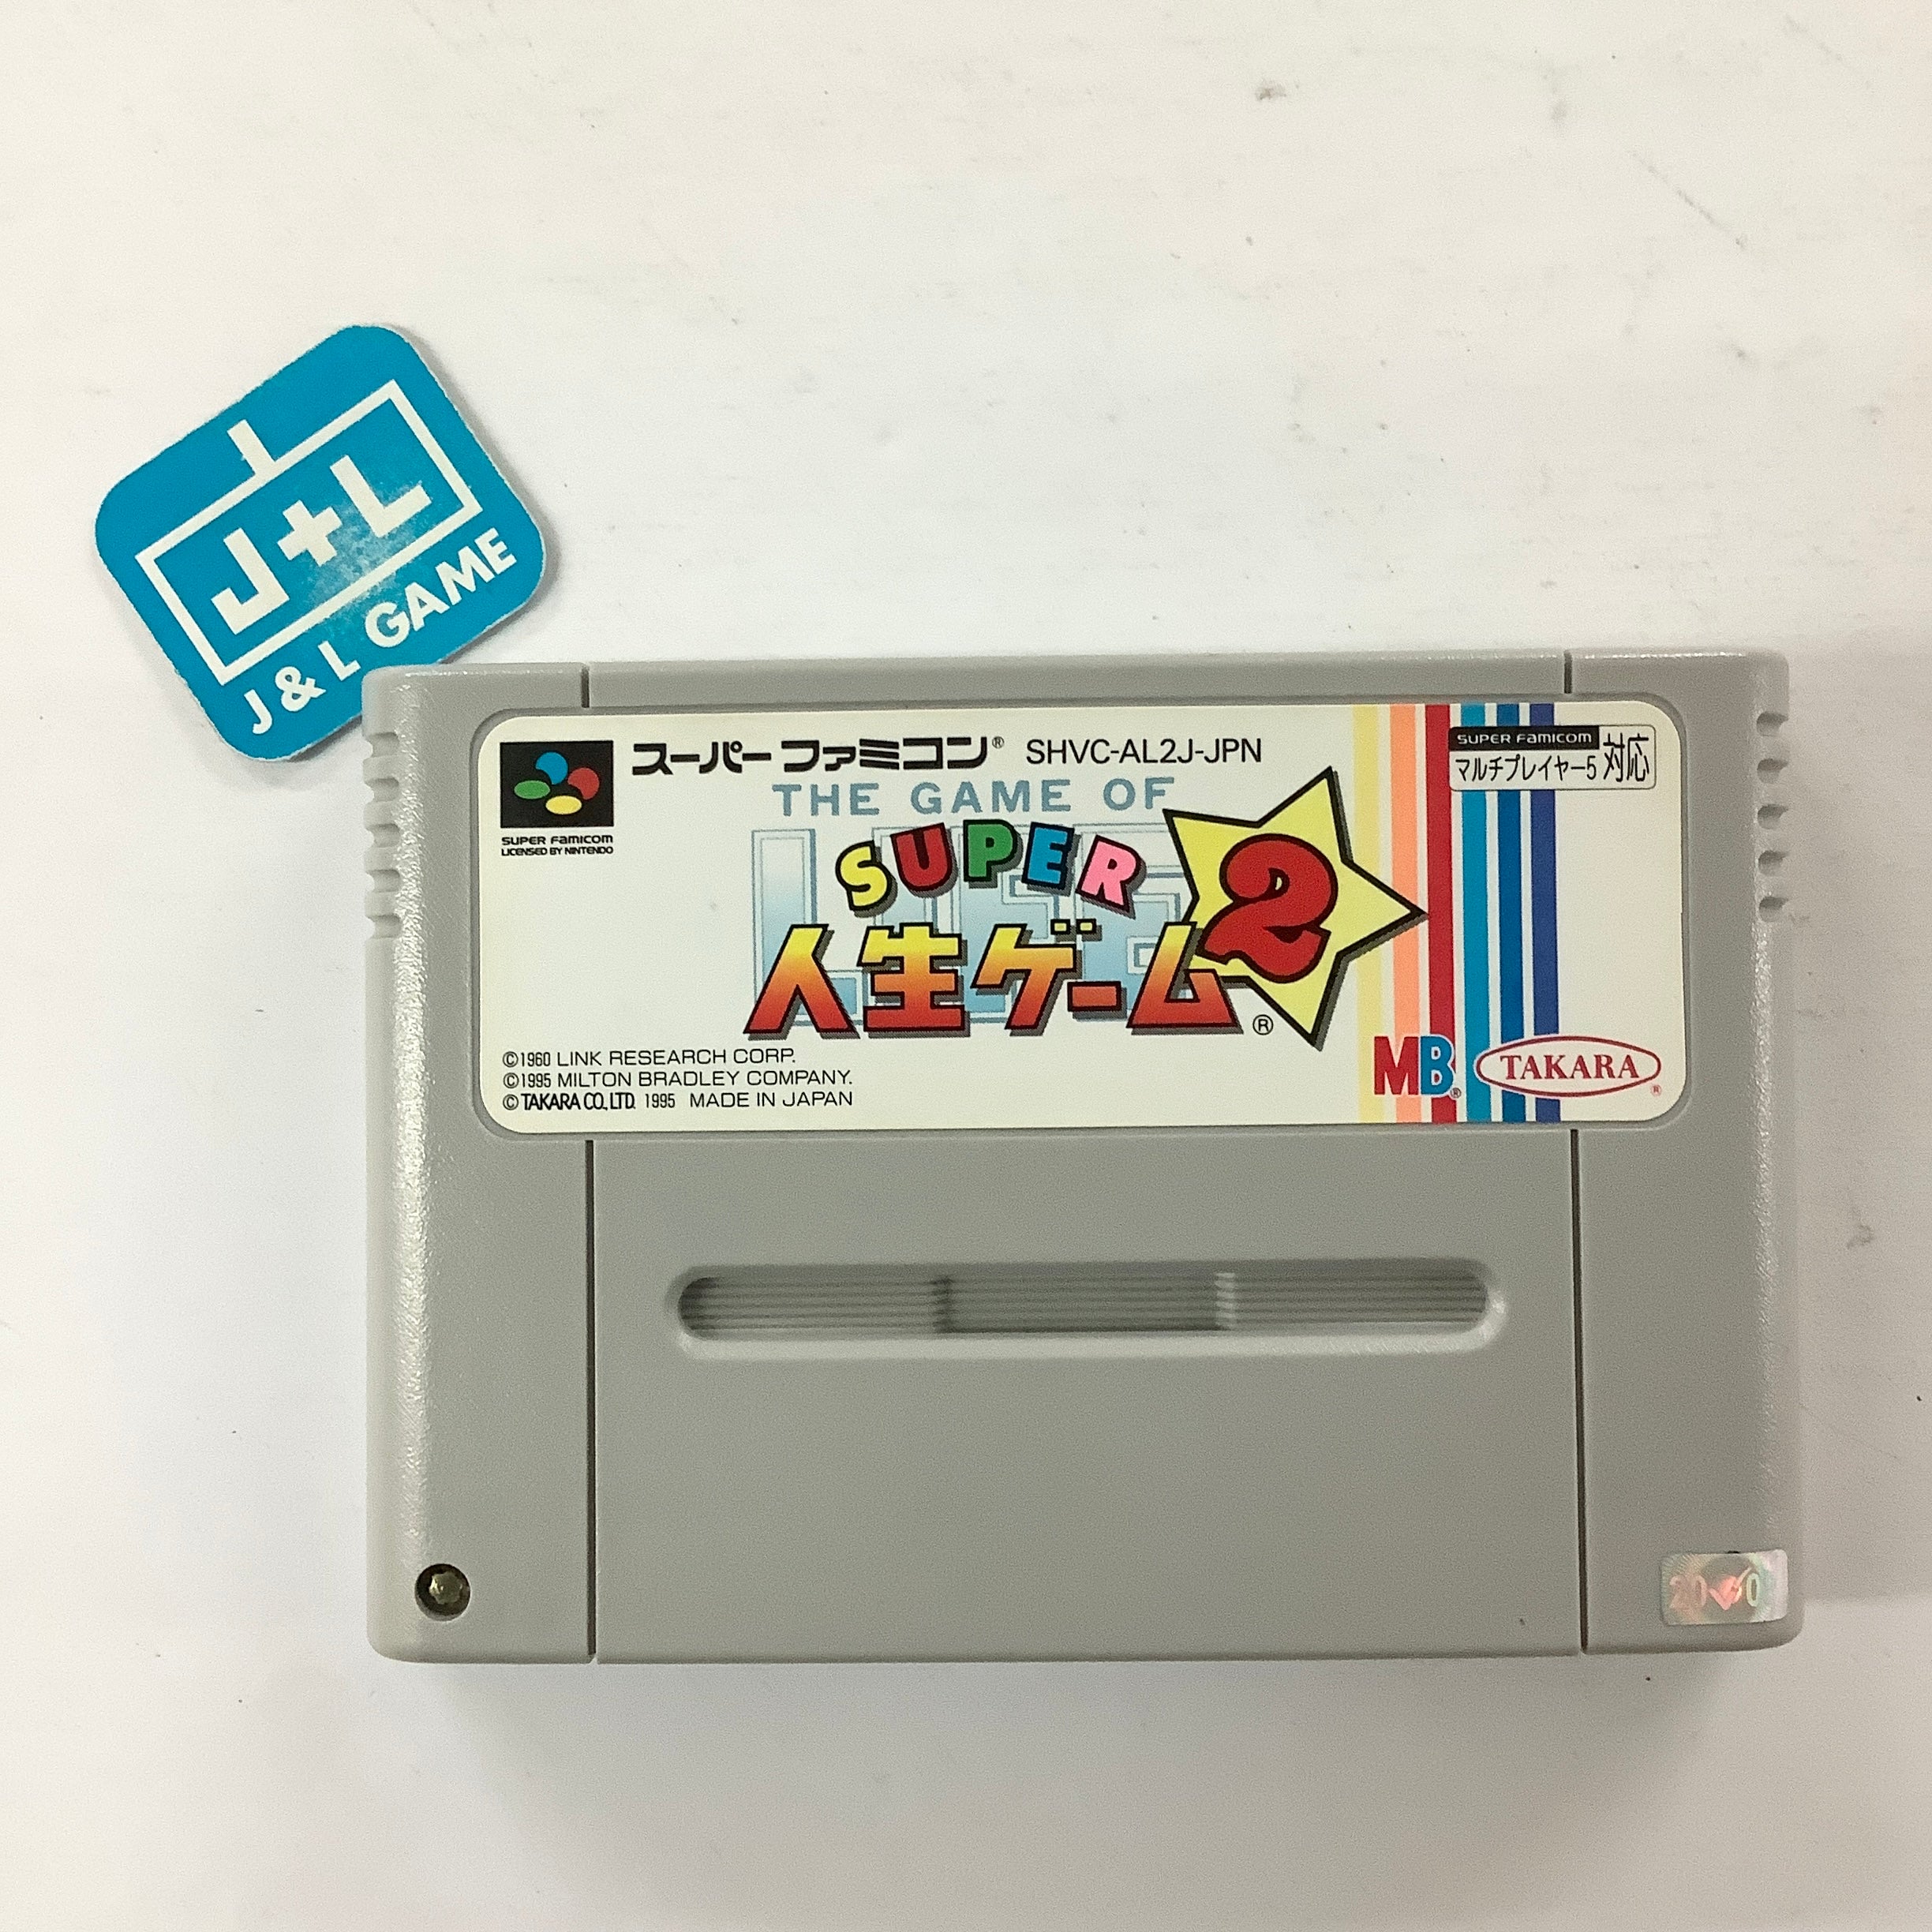 J+L
J & L GAME
スーパーファミコン® SHVC-AL2J-JPN
SUPER FAMICOM
マルチプレイヤー5 対応
SUPER FAMICOM
LICENSED BY NINTENDO
THE GAME OF
LIFE
SUPER
人生ゲーム2®
©1960 LINK RESEARCH CORP.
©1995 MILTON BRADLEY COMPANY.
©TAKARA CO.,LTD. 1995 MADE IN JAPAN
MB® TAKARA®